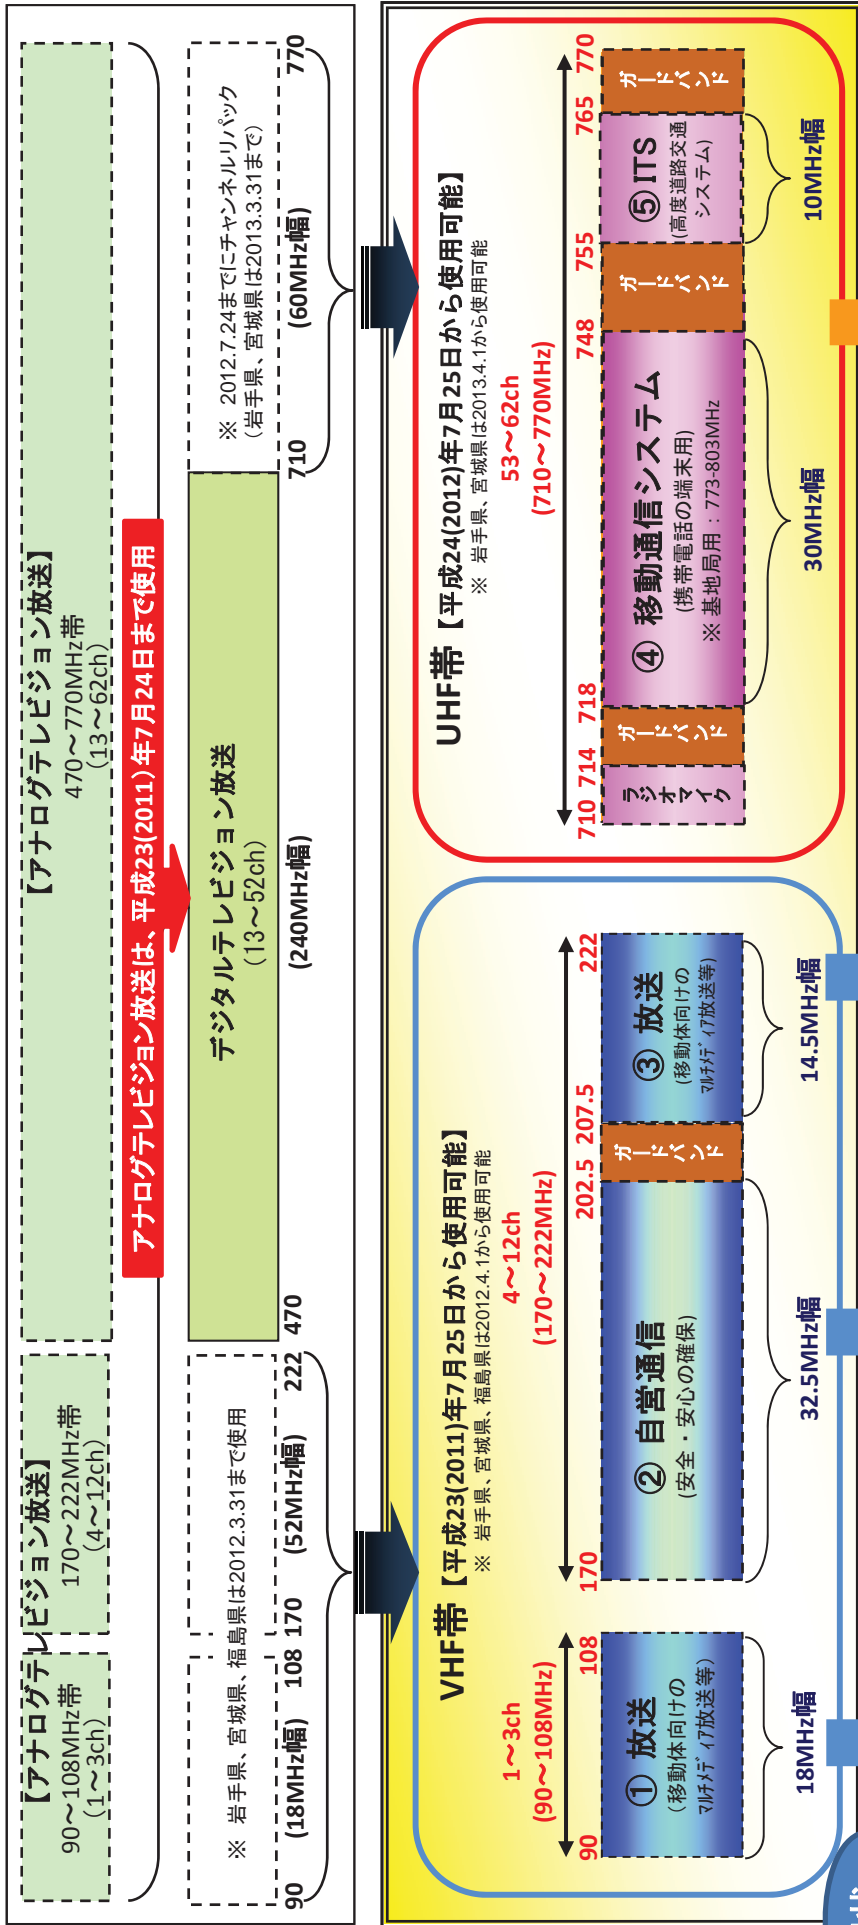 【アナログテレビジョン放送】
90～108MHz帯
(1～3ch)
170～222MHz帯
(4～12ch)
【アナログテレビジョン放送】
470～770MHz帯
(13～62ch)
アナログテレビジョン放送は、平成23(2011)年7月24日まで使用
※ 岩手県、宮城県、福島県は2012.3.31まで使用
デジタルテレビジョン放送
(13～52ch)
※ 2012.7.24までにチャンネルリパック
(岩手県、宮城県は2013.3.31まで)
90
(18MHz幅)
108
170
(52MHz幅)
222
470
(240MHz幅)
710
(60MHz幅)
770
VHF帯【平成23(2011)年7月25日から使用可能】
※ 岩手県、宮城県、福島県は2012.4.1から使用可能
1～3ch
(90～108MHz)
4～12ch
(170～222MHz)
90
108
170
202.5
207.5
222
① 放送
(移動体向けの
ﾏﾙﾁﾒﾃﾞｨｱ放送等)
② 自営通信
(安全・安心の確保)
ガードバンド
③ 放送
(移動体向けの
ﾏﾙﾁﾒﾃﾞｨｱ放送等)
18MHz幅
32.5MHz幅
14.5MHz幅
UHF帯【平成24(2012)年7月25日から使用可能】
※ 岩手県、宮城県は2013.4.1から使用可能
53～62ch
(710～770MHz)
710
714
718
748
755
765
770
ラジオマイク
ガードバンド
④ 移動通信システム
(携帯電話の端末用)
※ 基地局用：773-803MHz
ガードバンド
⑤ ITS
(高度道路交通
システム)
ガードバンド
30MHz幅
10MHz幅